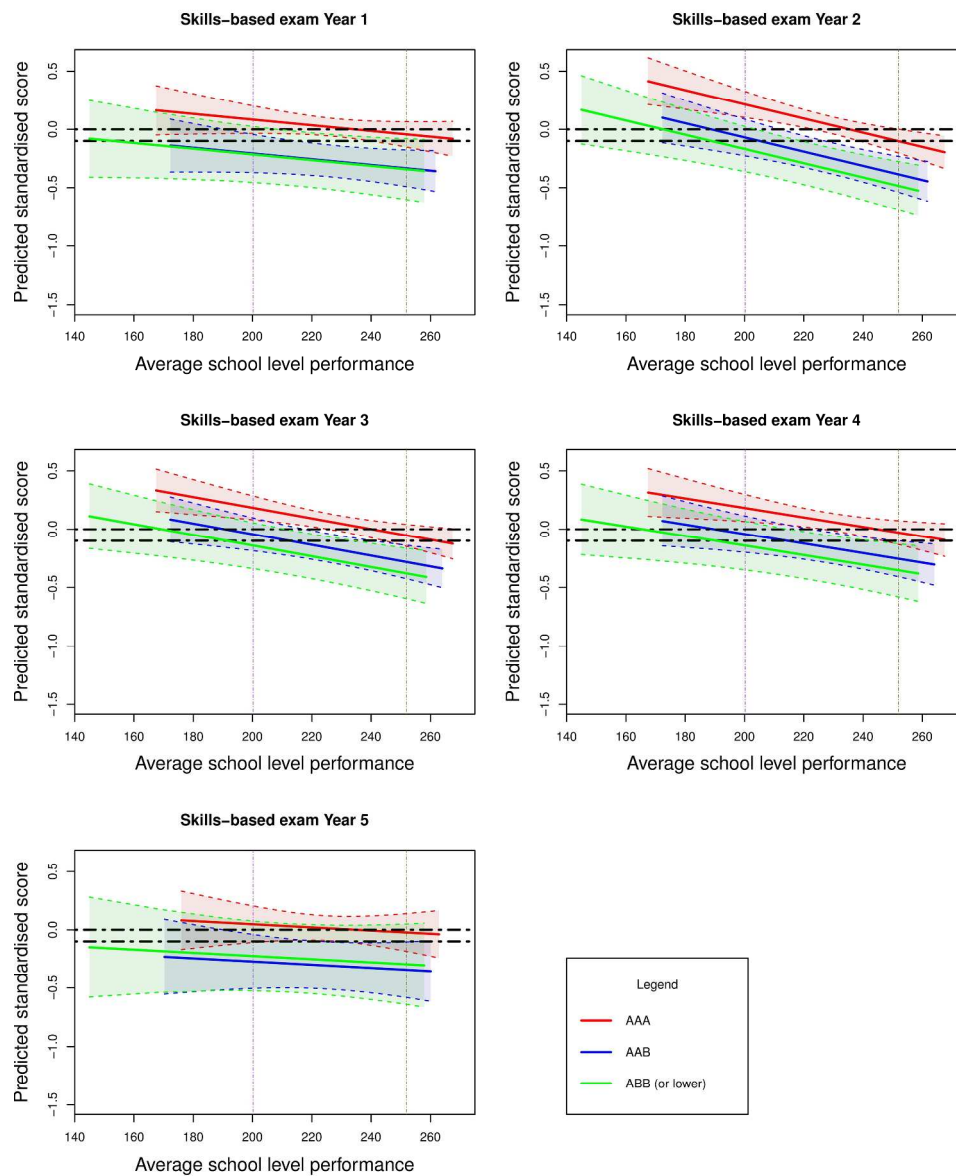 Skills−based exam Year 1
Predicted standardised score
0.5
0.0
−0.5
−1.0
−1.5
140 160 180 200 220 240 260
Average school level performance
Skills−based exam Year 2
Predicted standardised score
0.5
0.0
−0.5
−1.0
−1.5
140 160 180 200 220 240 260
Average school level performance
Skills−based exam Year 3
Predicted standardised score
0.5
0.0
−0.5
−1.0
−1.5
140 160 180 200 220 240 260
Average school level performance
Skills−based exam Year 4
Predicted standardised score
0.5
0.0
−0.5
−1.0
−1.5
140 160 180 200 220 240 260
Average school level performance
Skills−based exam Year 5
Predicted standardised score
0.5
0.0
−0.5
−1.0
−1.5
140 160 180 200 220 240 260
Average school level performance
Legend
AAA
AAB
ABB (or lower)